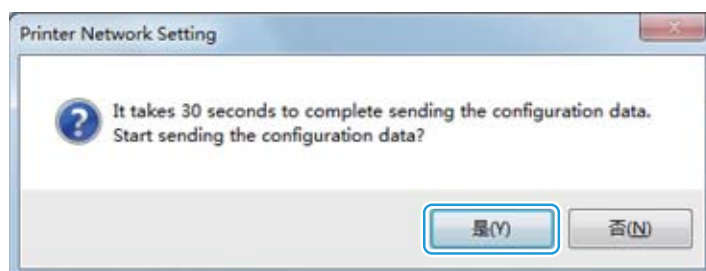 Printer Network Setting
It takes 30 seconds to complete sending the configuration data.
Start sending the configuration data?
是(Y)
否(N)